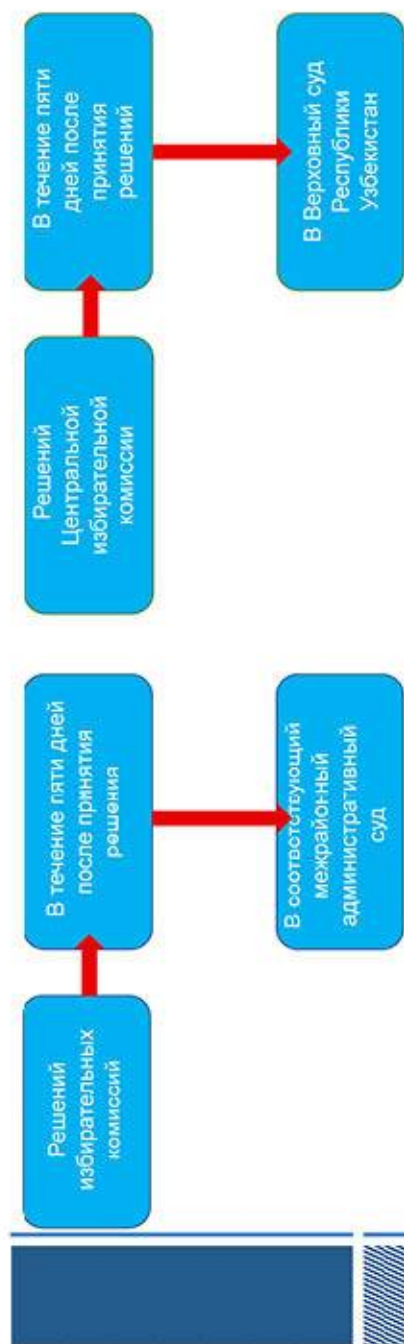 Решений
избирательных
комиссий
В течение пяти дней
после принятия
решения
В соответствующий
межрайонный
административный
суд
Решений
Центральной
избирательной
комиссии
В течение пяти
дней после
принятия
решений
В Верховный суд
Республики
Узбекистан